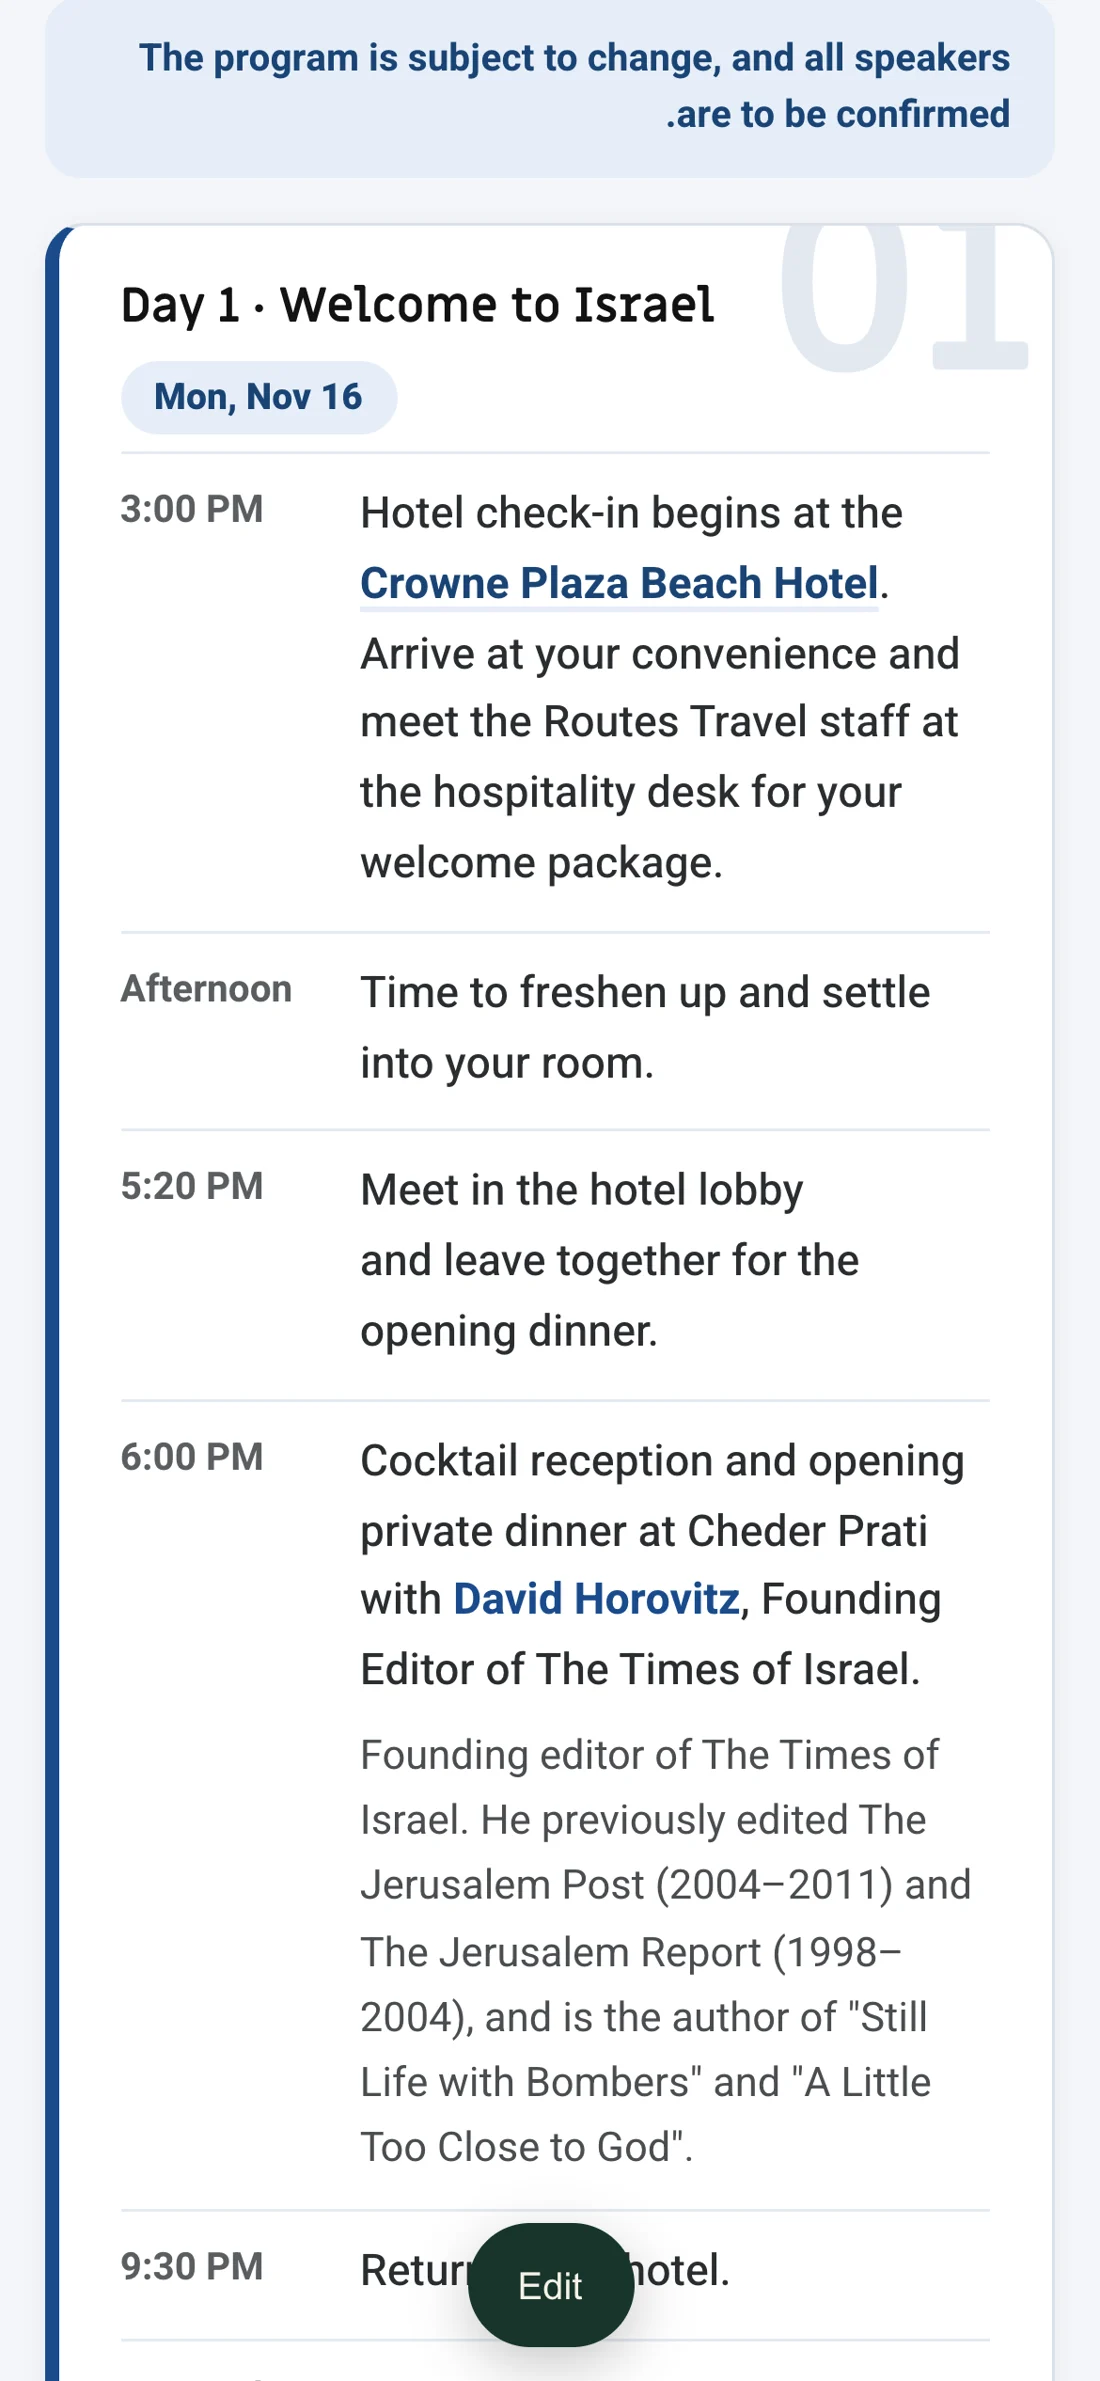 The program is subject to change, and all speakers
.are to be confirmed
01
Day 1 · Welcome to Israel
Mon, Nov 16
3:00 PM
Hotel check-in begins at the
Crowne Plaza Beach Hotel.
Arrive at your convenience and
meet the Routes Travel staff at
the hospitality desk for your
welcome package.
Afternoon
Time to freshen up and settle
into your room.
5:20 PM
Meet in the hotel lobby
and leave together for the
opening dinner.
6:00 PM
Cocktail reception and opening
private dinner at Cheder Prati
with David Horovitz, Founding
Editor of The Times of Israel.
Founding editor of The Times of
Israel. He previously edited The
Jerusalem Post (2004–2011) and
The Jerusalem Report (1998–
2004), and is the author of "Still
Life with Bombers" and "A Little
Too Close to God".
9:30 PM
hotel.
Edit